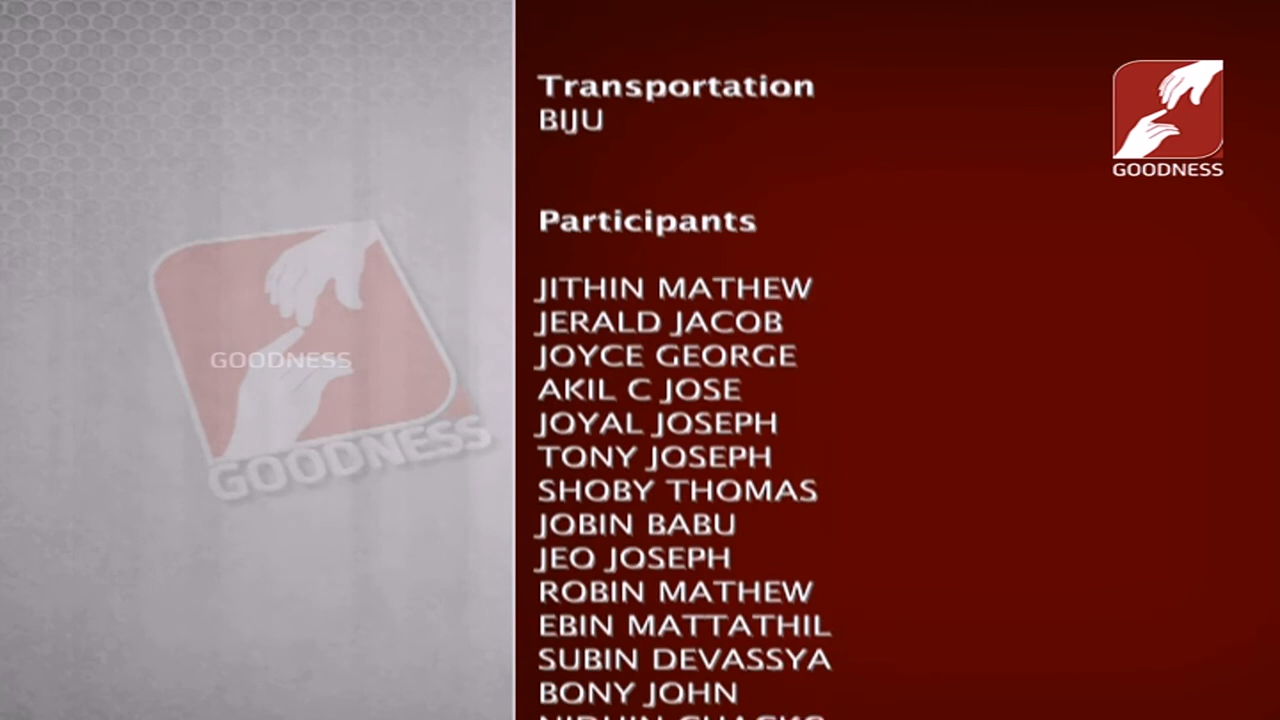 Transportation
BIJU
GOODNESS
Participants
JITHIN MATHEW
JERALD JACOB
JOYCE GEORGE
AKIL C JOSE
JOYAL JOSEPH
TONY JOSEPH
SHOBY THOMAS
JOBIN BABU
JEO JOSEPH
ROBIN MATHEW
EBIN MATTATHIL
SUBIN DEVASSYA
BONY JOHN
GOODNESS
GOODNESS